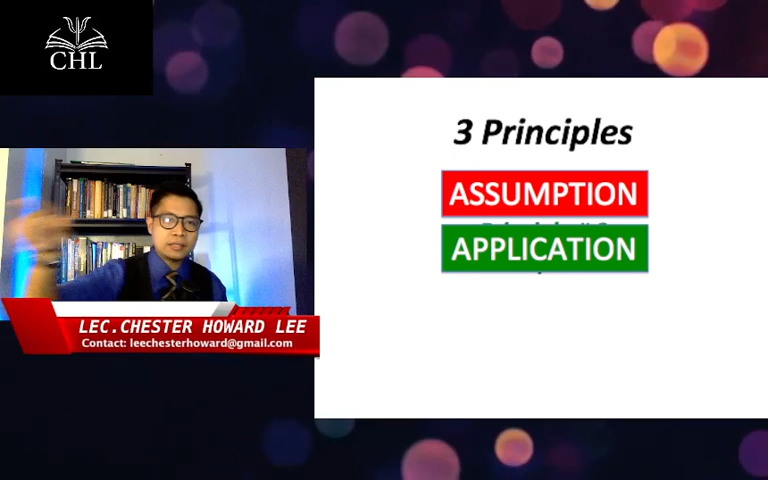 CHL
3 Principles
ASSUMPTION
APPLICATION
LEC.CHESTER HOWARD LEE
Contact: leechesterhoward@gmail.com